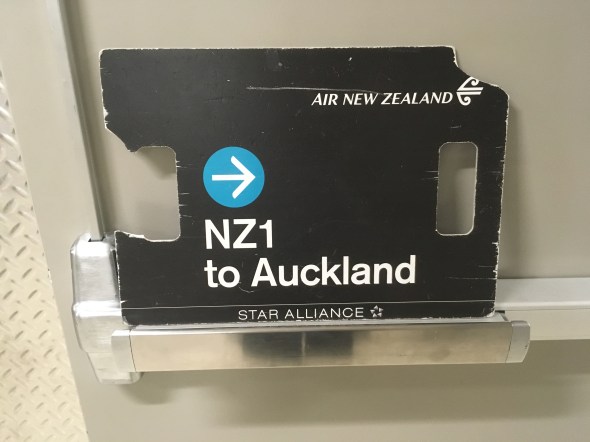 AIR NEW ZEALAND
NZ1
to Auckland
STAR ALLIANCE